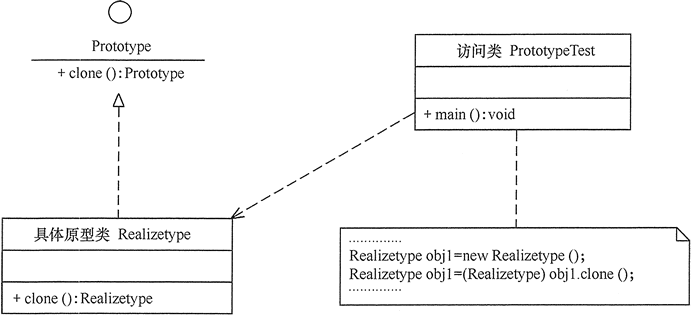 Prototype
+ clone ():Prototype
访问类 PrototypeTest
+ main ():void
具体原型类 Realizetype
+ clone ():Realizetype
..............
Realizetype obj1=new Realizetype ();
Realizetype obj1=(Realizetype) obj1.clone ();
..............